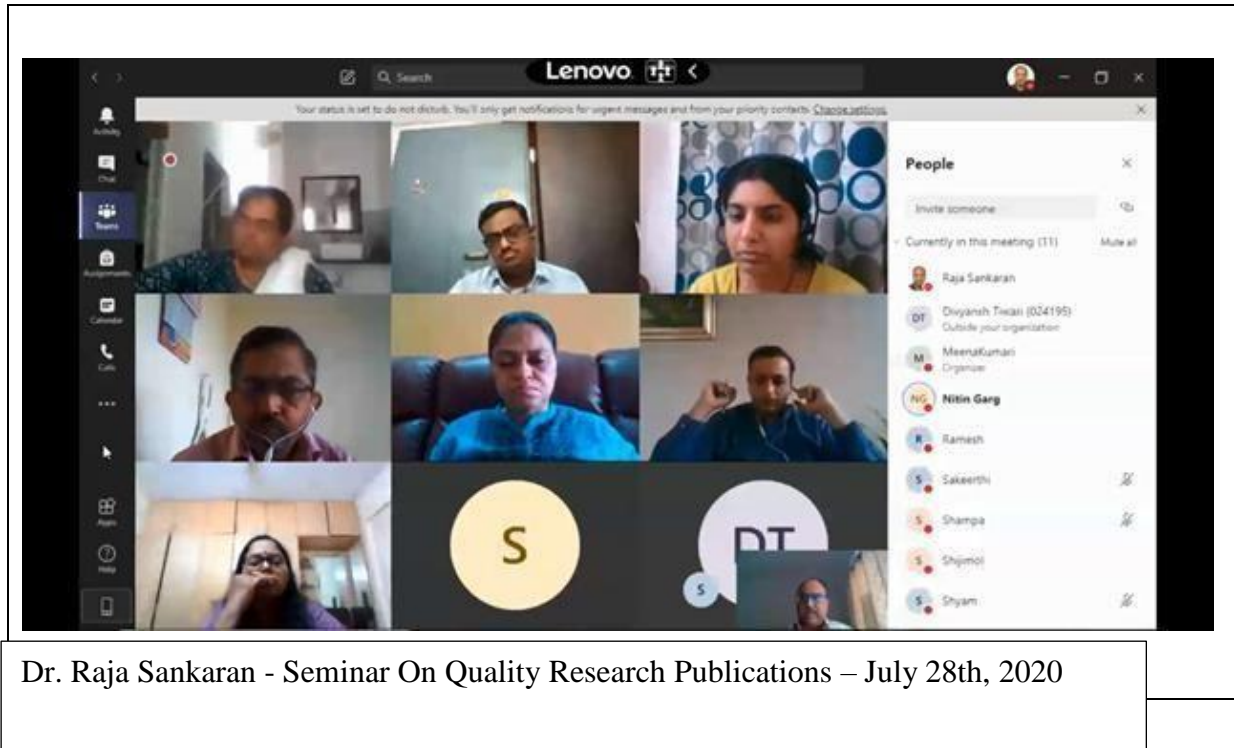 Search
Lenovo
Your status is set to do not disturb. You'll only get notifications for urgent messages and from your priority contacts. Change settings.
Activity
Chat
Teams
Assignments
Calendar
Calls
Apps
Help
People
Invite someone
Currently in this meeting (11)
Mute all
Raja Sankaran
DT
Divyansh Tiwari (024195)
Outside your organization
M
MeenaKumari
Organizer
NG
Nitin Garg
R
Ramesh
S
Sakeerthi
S
Shampa
S
Shijimol
S
Shyam
S
DT
S
Dr. Raja Sankaran - Seminar On Quality Research Publications – July 28th, 2020